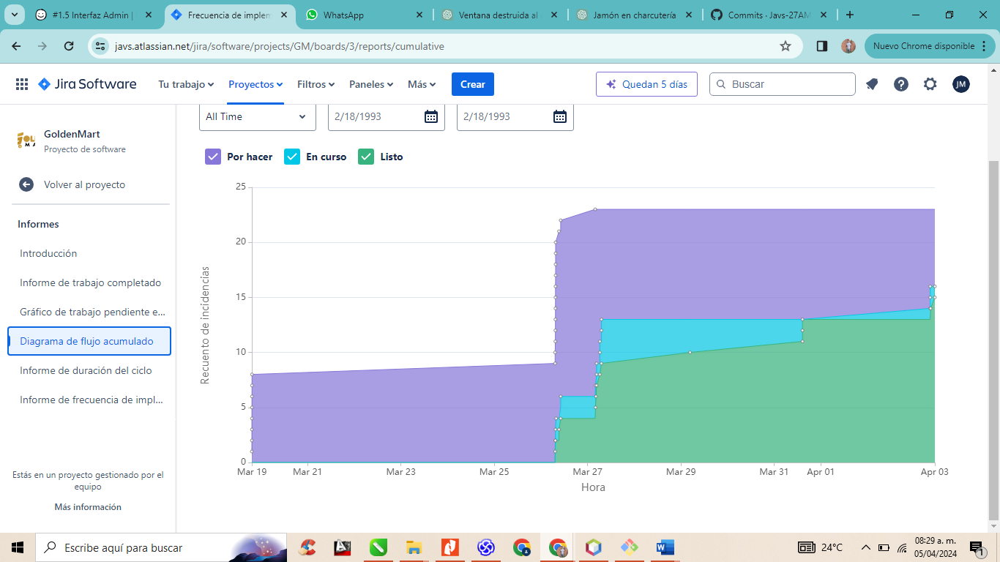 #1.5 Interfaz Admin |
Frecuencia de implem
WhatsApp
Ventana destruida al
Jamón en charcutería
Commits · Javs-27AM
javs.atlassian.net/jira/software/projects/GM/boards/3/reports/cumulative
Nuevo Chrome disponible
Jira Software
Tu trabajo
Proyectos
Filtros
Paneles
Más
Crear
Quedan 5 días
Buscar
JM
GoldenMart
Proyecto de software
Volver al proyecto
Informes
Introducción
Informe de trabajo completado
Gráfico de trabajo pendiente e...
Diagrama de flujo acumulado
Informe de duración del ciclo
Informe de frecuencia de impl...
Estás en un proyecto gestionado por el
equipo
Más información
All Time
2/18/1993
2/18/1993
Por hacer
En curso
Listo
Recuento de incidencias
25
20
15
10
5
0
Mar 19
Mar 21
Mar 23
Mar 25
Mar 27
Mar 29
Mar 31
Apr 01
Apr 03
Hora
Escribe aquí para buscar
24°C
08:29 a. m.
05/04/2024
1